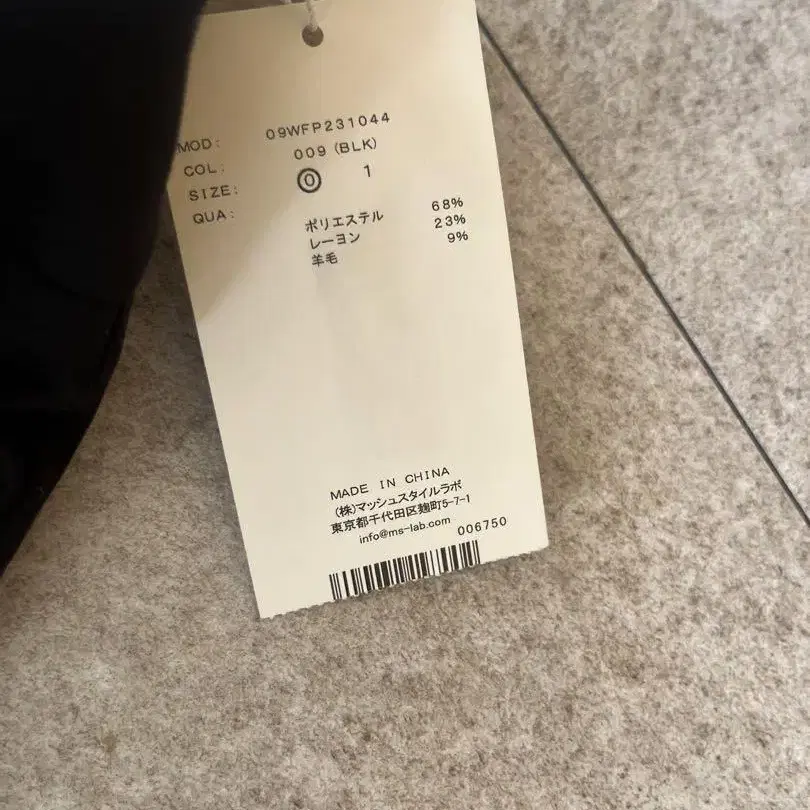 MOD: 09WFP231044
COL: 009 (BLK)
SIZE: 0 1
QUA: ポリエステル 68%
レーヨン 23%
羊毛 9%
MADE IN CHINA
(株)マッシュスタイルラボ
東京都千代田区麹町5-7-1
info@ms-lab.com
006750